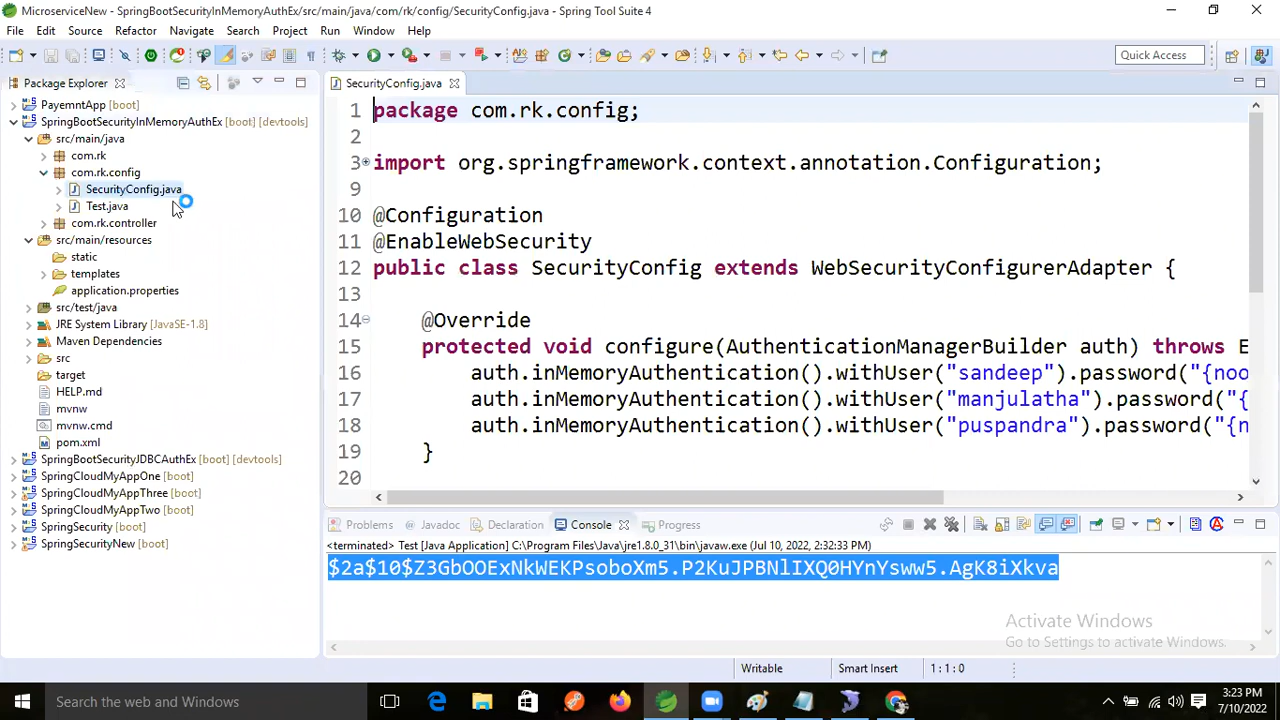 MicroserviceNew - SpringBootSecurityInMemoryAuthEx/src/main/java/com/rk/config/SecurityConfig.java - Spring Tool Suite 4
File Edit Source Refactor Navigate Search Project Run Window Help
Quick Access
Package Explorer
PayemntApp [boot]
SpringBootSecurityInMemoryAuthEx [boot] [devtools]
src/main/java
com.rk
com.rk.config
SecurityConfig.java
Test.java
com.rk.controller
src/main/resources
static
templates
application.properties
src/test/java
JRE System Library [JavaSE-1.8]
Maven Dependencies
src
target
HELP.md
mvnw
mvnw.cmd
pom.xml
SpringBootSecurityJDBCAuthEx [boot] [devtools]
SpringCloudMyAppOne [boot]
SpringCloudMyAppThree [boot]
SpringCloudMyAppTwo [boot]
SpringSecurity [boot]
SpringSecurityNew [boot]
SecurityConfig.java
1 package com.rk.config;
2
3 import org.springframework.context.annotation.Configuration;
9
10 @Configuration
11 @EnableWebSecurity
12 public class SecurityConfig extends WebSecurityConfigurerAdapter {
13
14 @Override
15 protected void configure(AuthenticationManagerBuilder auth) throws E
16 auth.inMemoryAuthentication().withUser("sandeep").password("{noo
17 auth.inMemoryAuthentication().withUser("manjulatha").password("{
18 auth.inMemoryAuthentication().withUser("puspandra").password("{n
19 }
20
Problems Javadoc Declaration Console Progress
<terminated> Test [Java Application] C:\Program Files\Java\jre1.8.0_31\bin\javaw.exe (Jul 10, 2022, 2:32:33 PM)
$2a$10$Z3GbOOExNkWEKPsoboXm5.P2KuJPBNlIXQ0HYnYsww5.AgK8iXkva
Activate Windows
Go to Settings to activate Windows.
Writable Smart Insert 1 : 1 : 0
Search the web and Windows
3:23 PM
7/10/2022